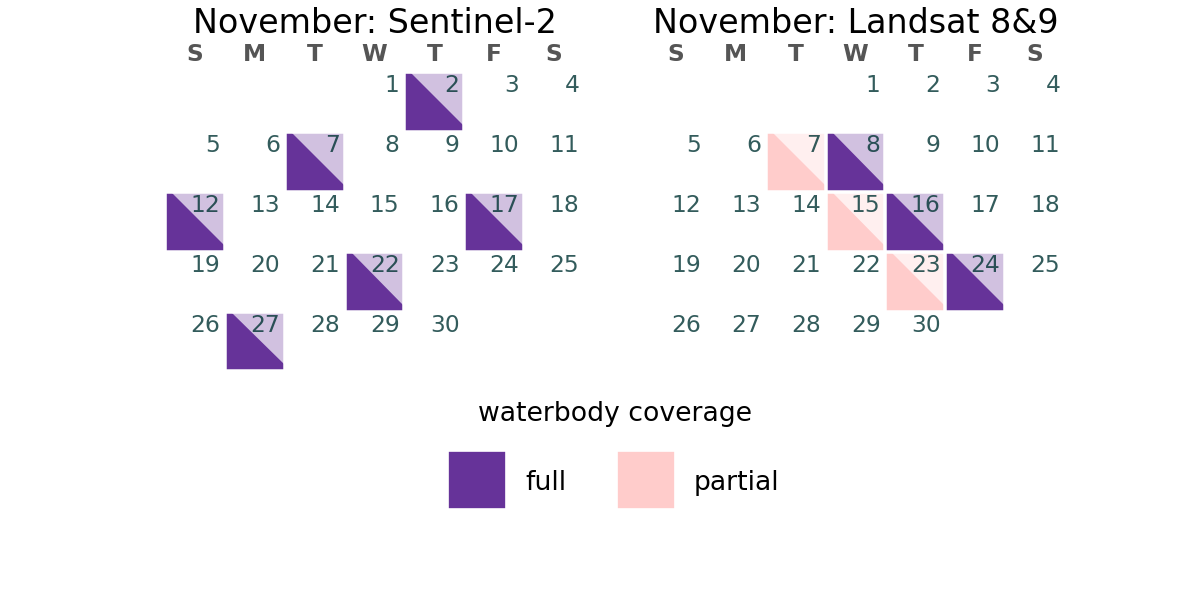 November: Sentinel-2
S M T W T F S
1 2 3 4
5 6 7 8 9 10 11
12 13 14 15 16 17 18
19 20 21 22 23 24 25
26 27 28 29 30
November: Landsat 8&9
S M T W T F S
1 2 3 4
5 6 7 8 9 10 11
12 13 14 15 16 17 18
19 20 21 22 23 24 25
26 27 28 29 30
waterbody coverage
full partial